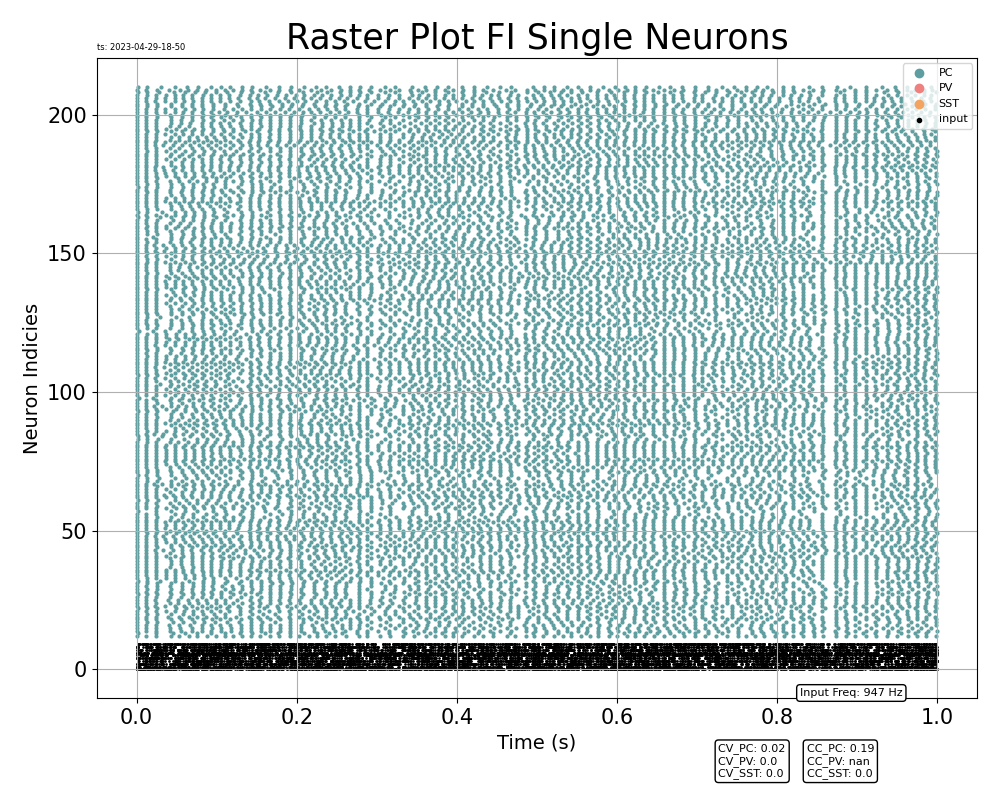 Raster Plot FI Single Neurons
ts: 2023-04-29-18-50
PC
PV
SST
input
200
150
100
50
0
Neuron Indicies
0.0 0.2 0.4 0.6 0.8 1.0
Time (s)
Input Freq: 947 Hz
CV_PC: 0.02
CV_PV: 0.0
CV_SST: 0.0
CC_PC: 0.19
CC_PV: nan
CC_SST: 0.0